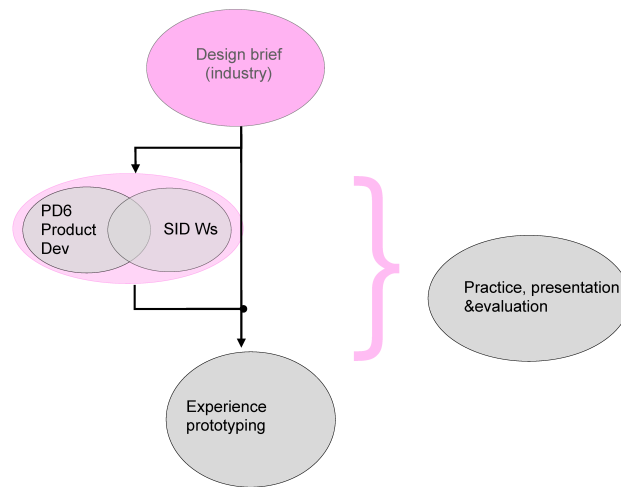 Design brief
(industry)
PD6
Product
Dev
SID Ws
Practice, presentation
&evaluation
Experience
prototyping